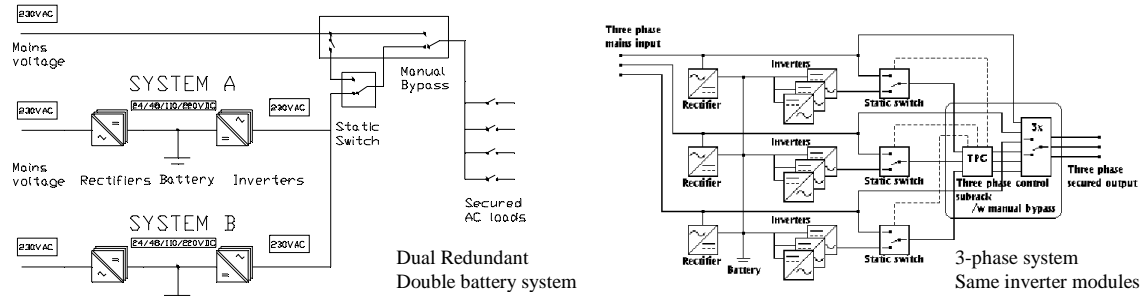 230VAC
Mains
voltage
Manual
Bypass
SYSTEM A
230VAC
24/48/110/220VDC
230VAC
Static
Switch
Mains
voltage
Rectifiers Battery Inverters
SYSTEM B
230VAC
24/48/110/220VDC
230VAC
Secured
AC loads
Dual Redundant
Double battery system
Three phase
mains input
Inverters
Rectifier
Static switch
Inverters
Rectifier
Static switch
3x
TPC
Three phase control
subrack
/w manual bypass
Three phase
secured output
Inverters
Rectifier
Battery
Static switch
3-phase system
Same inverter modules